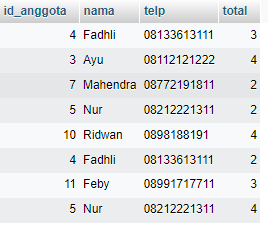 id_anggota nama telp total
4 Fadhli 08133613111 3
3 Ayu 08112121222 4
7 Mahendra 08772191811 2
5 Nur 08212221311 2
10 Ridwan 0898188191 4
4 Fadhli 08133613111 2
11 Feby 08991717711 3
5 Nur 08212221311 4